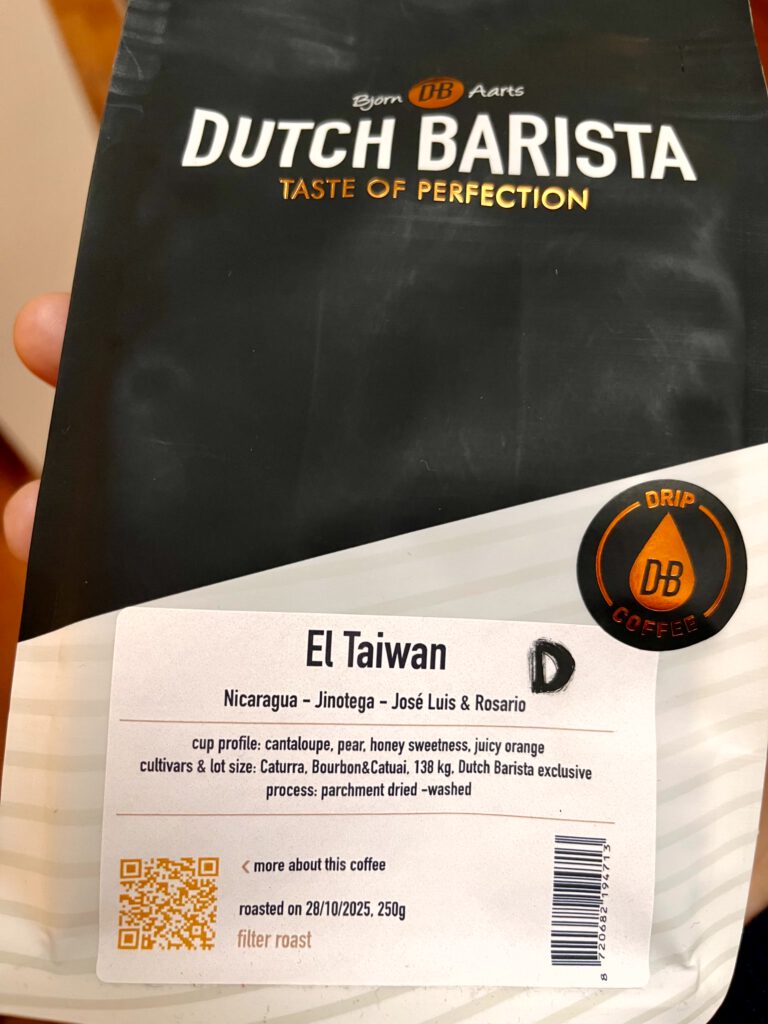 Bjorn DB Aarts
DUTCH BARISTA
TASTE OF PERFECTION
DRIP
DB
COFFEE
El Taiwan
D
Nicaragua - Jinotega - José Luis & Rosario
cup profile: cantaloupe, pear, honey sweetness, juicy orange
cultivars & lot size: Caturra, Bourbon&Catuai, 138 kg, Dutch Barista exclusive
process: parchment dried -washed
< more about this coffee
roasted on 28/10/2025, 250g
filter roast
8 720682 194713